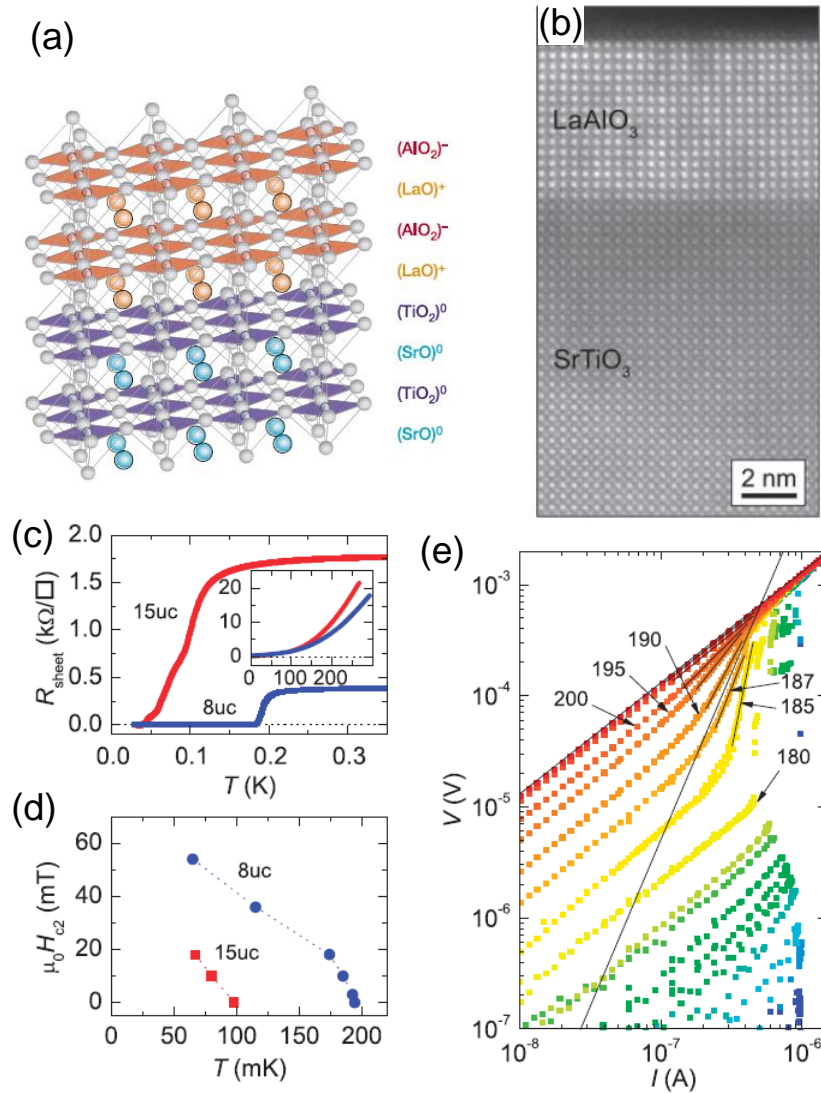 (a)
(AlO₂)⁻
(LaO)⁺
(AlO₂)⁻
(LaO)⁺
(TiO₂)⁰
(SrO)⁰
(TiO₂)⁰
(SrO)⁰
(b)
LaAlO₃
SrTiO₃
2 nm
(c)
R_sheet (kΩ/□)
2.0
1.5
1.0
0.5
0.0
15uc
8uc
20
10
0
0 100 200
0.0 0.1 0.2 0.3
T (K)
(d)
μ₀H_c2 (mT)
60
40
20
0
8uc
15uc
0 50 100 150 200
T (mK)
(e)
V (V)
10⁻³
10⁻⁴
10⁻⁵
10⁻⁶
10⁻⁷
190
195
200
187
185
180
10⁻⁸ 10⁻⁷ 10⁻⁶
I (A)